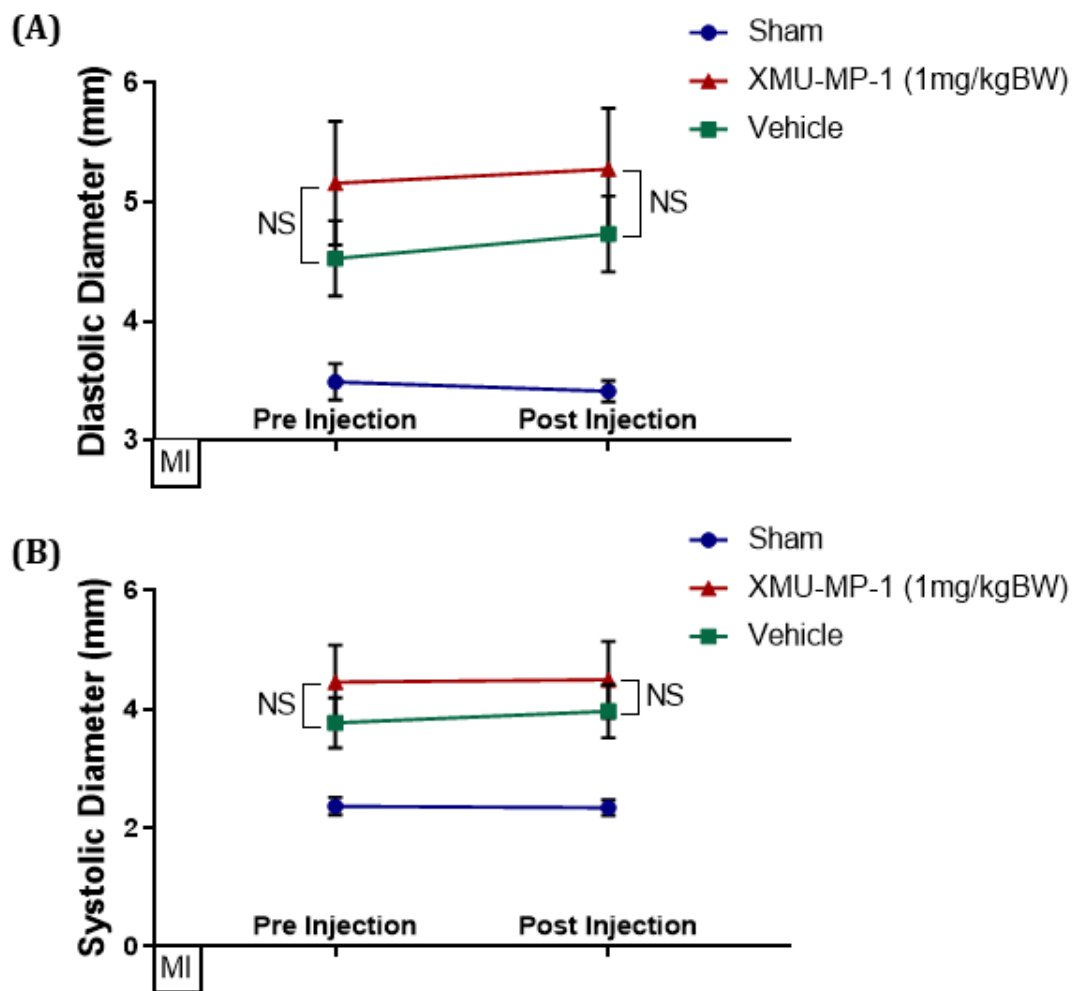 (A)
Sham
XMU-MP-1 (1mg/kgBW)
Vehicle
Diastolic Diameter (mm)
6
5
4
3
NS
NS
Pre Injection
Post Injection
MI
(B)
Sham
XMU-MP-1 (1mg/kgBW)
Vehicle
Systolic Diameter (mm)
6
4
2
0
NS
NS
Pre Injection
Post Injection
MI